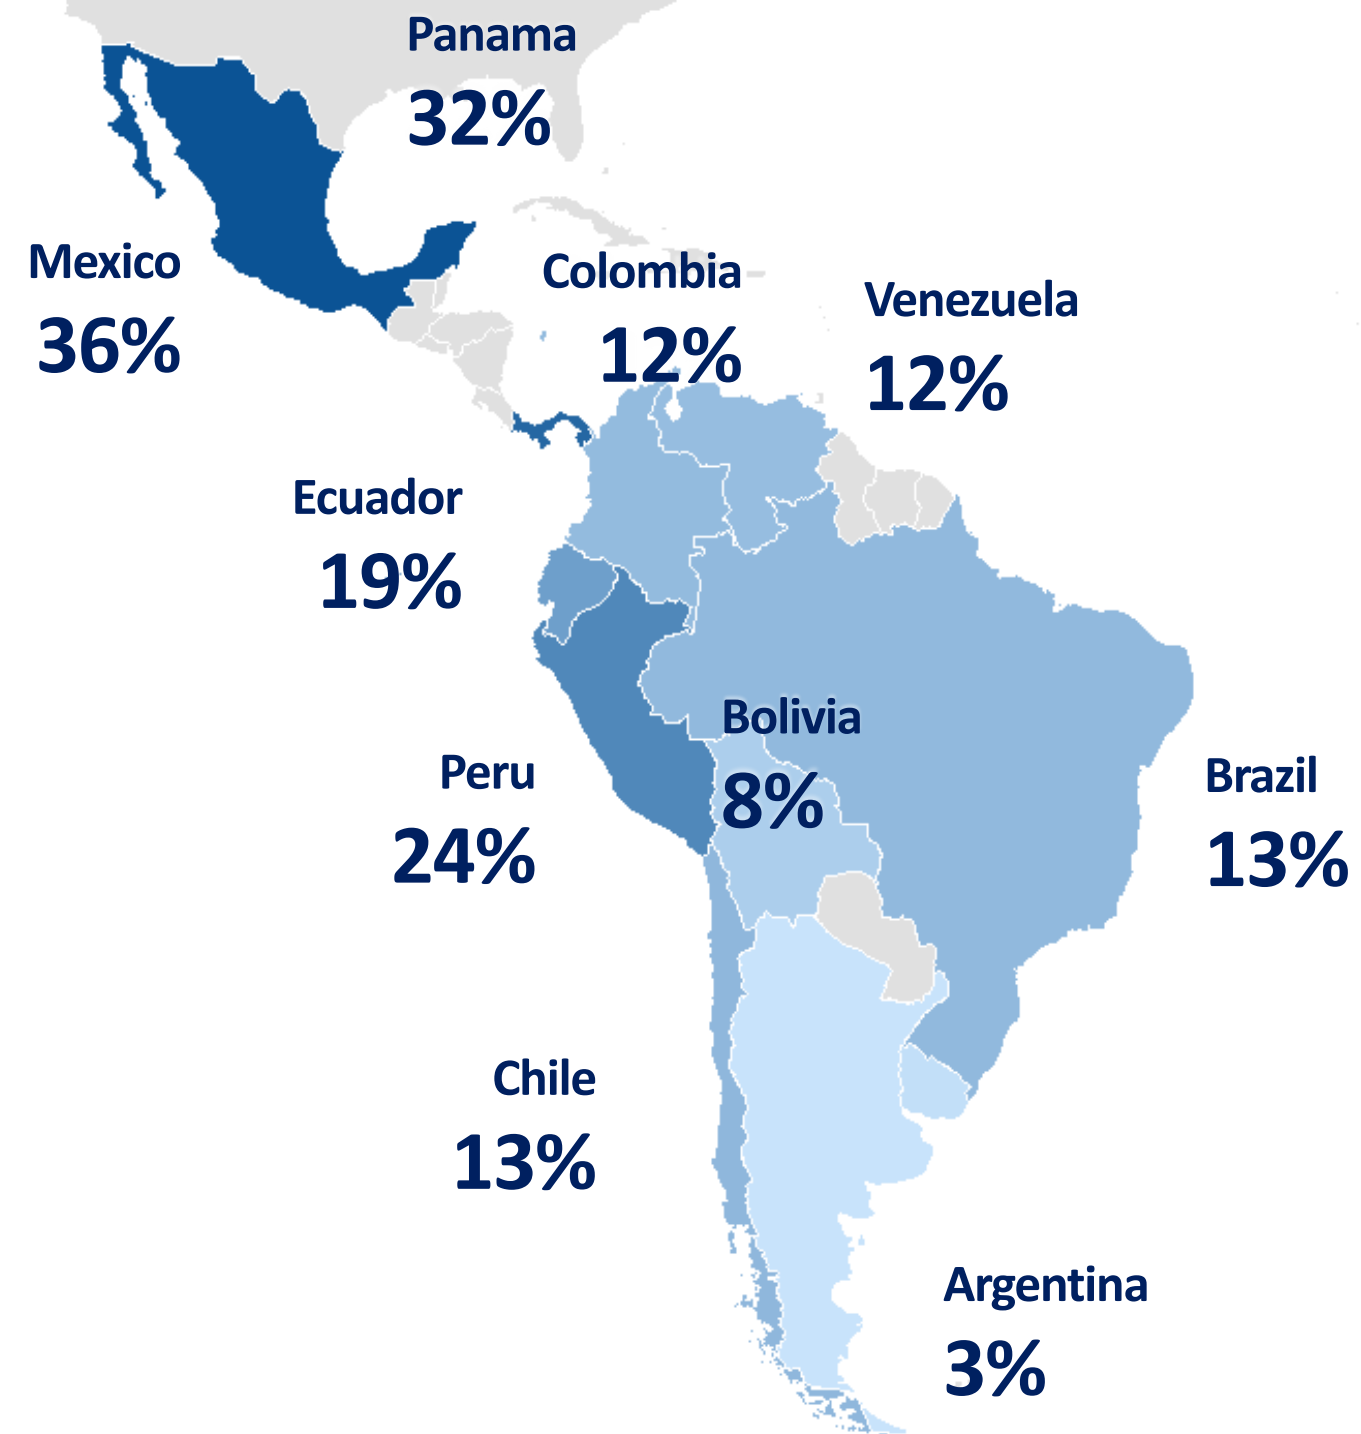 Panama
32%
Mexico
36%
Colombia
12%
Venezuela
12%
Ecuador
19%
Bolivia
8%
Peru
24%
Brazil
13%
Chile
13%
Argentina
3%